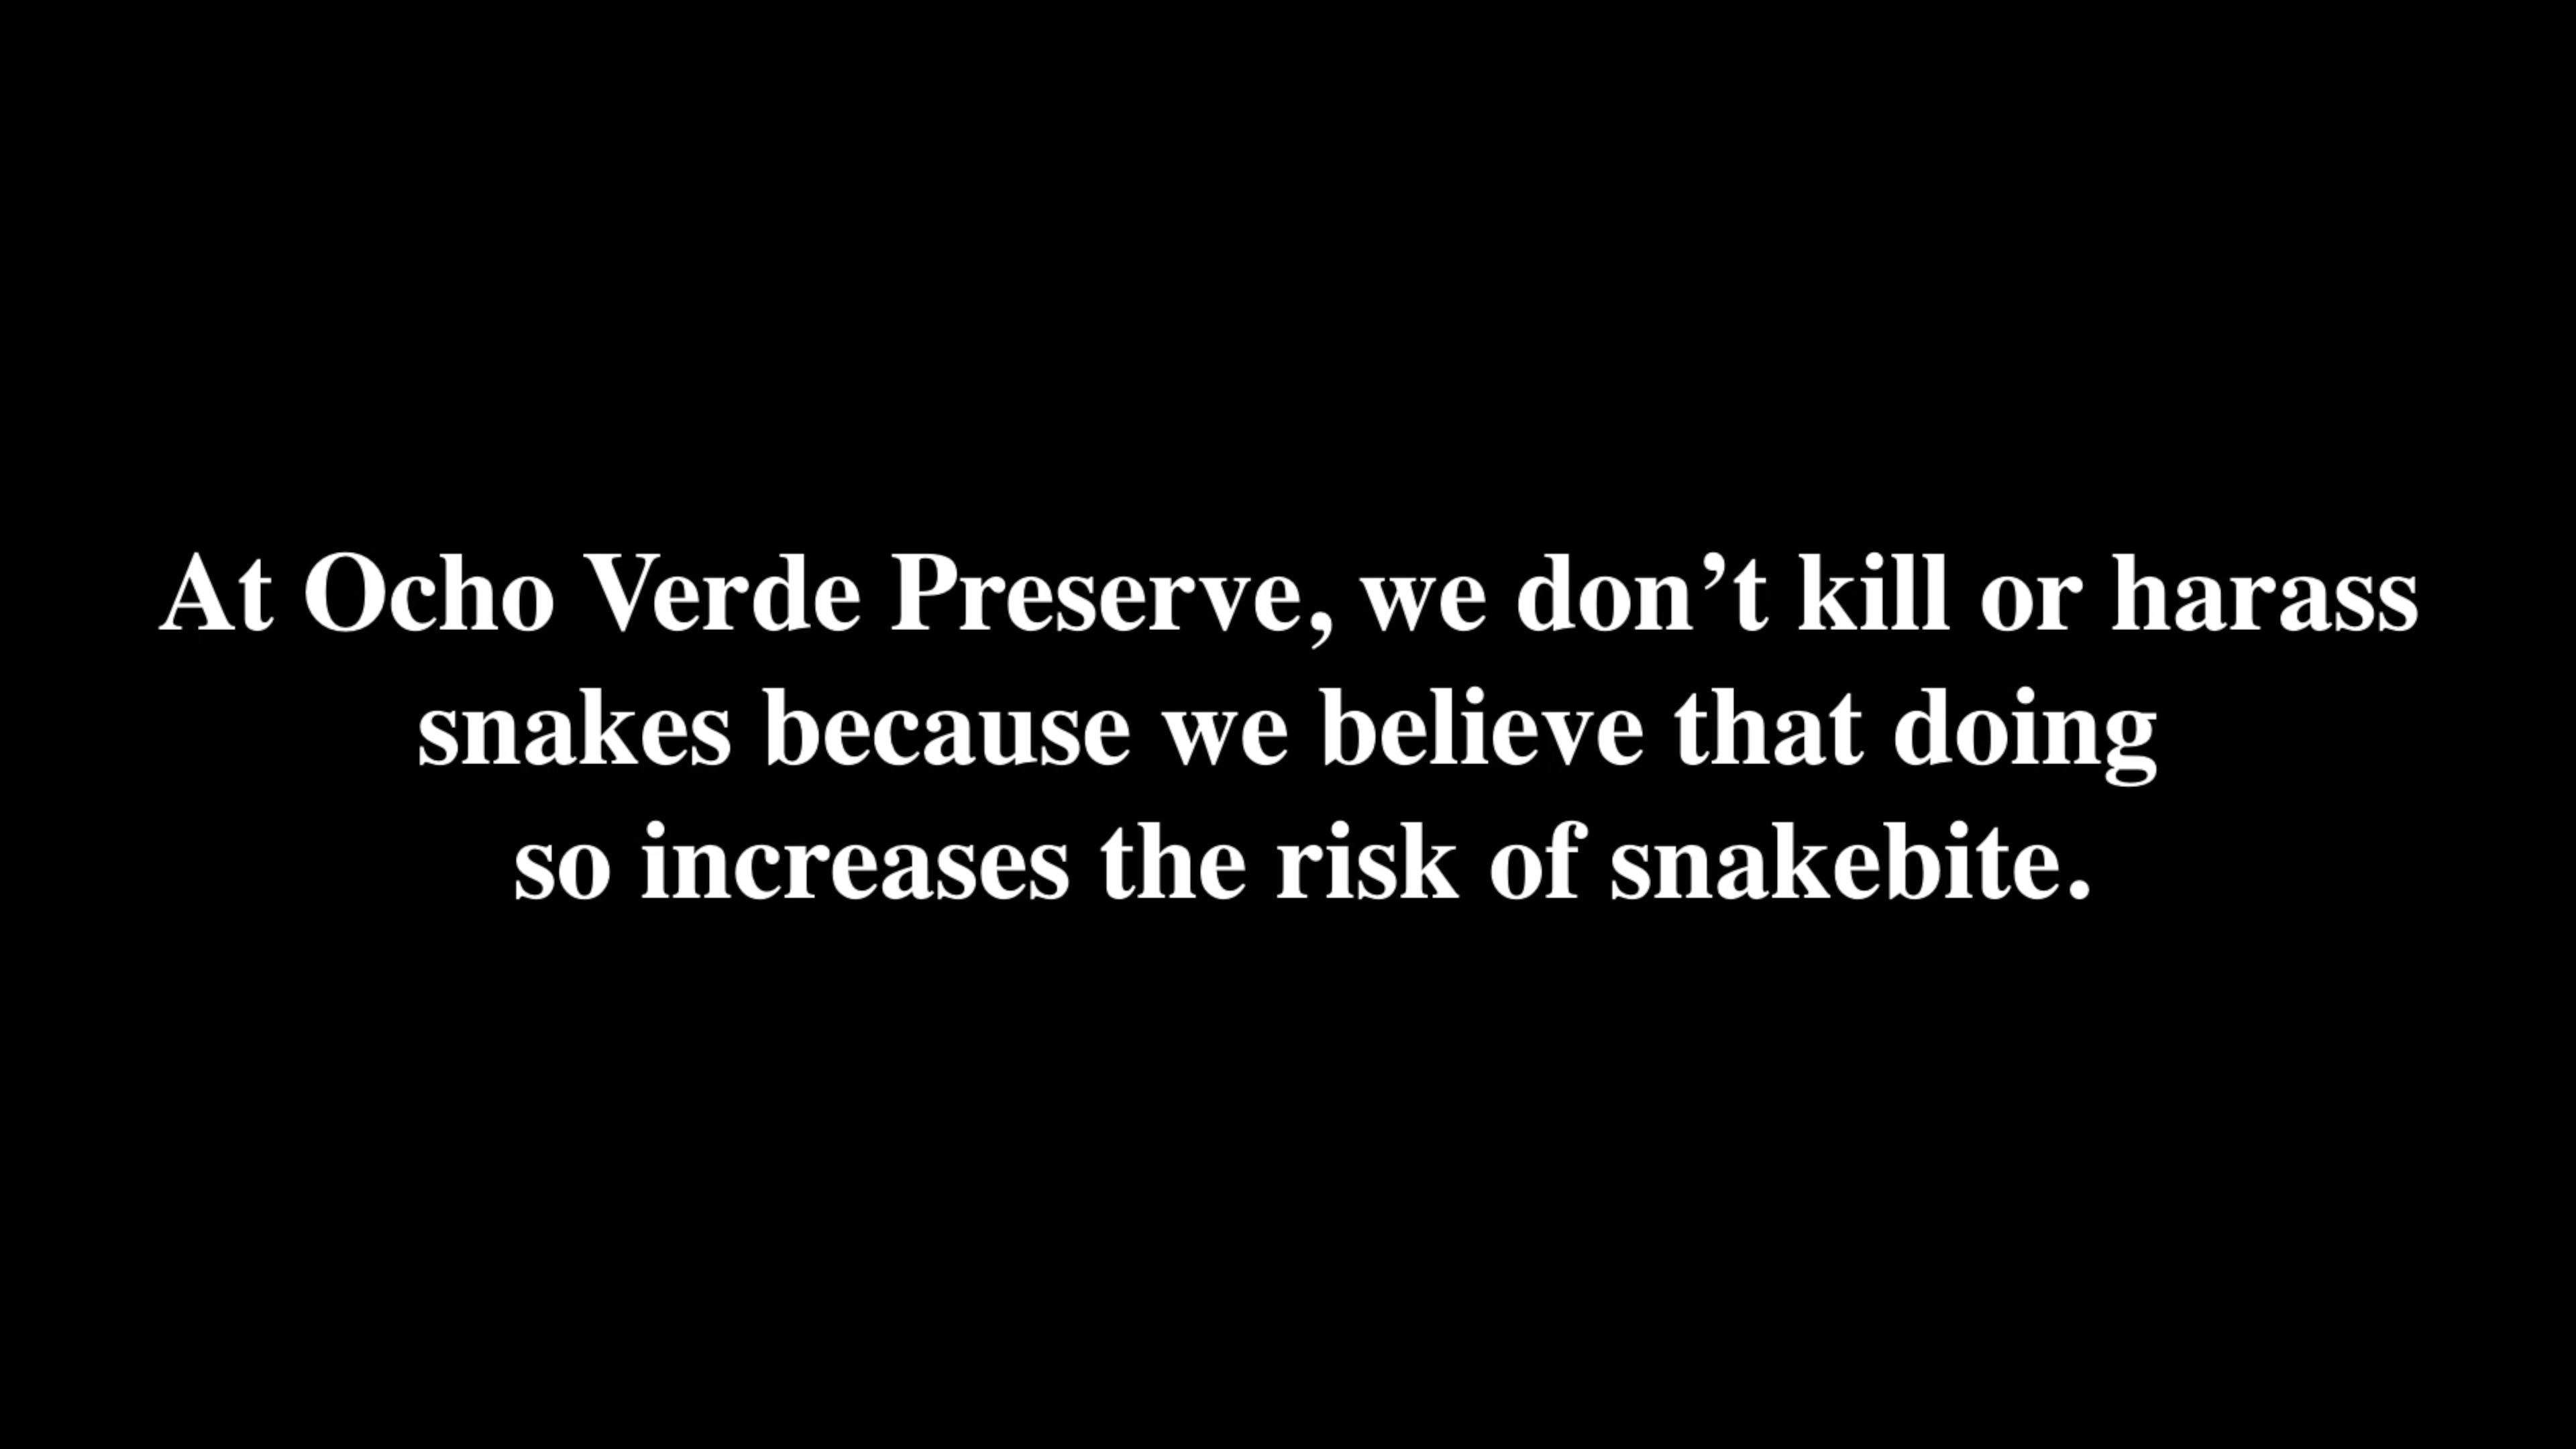 At Ocho Verde Preserve, we don’t kill or harass
snakes because we believe that doing
so increases the risk of snakebite.